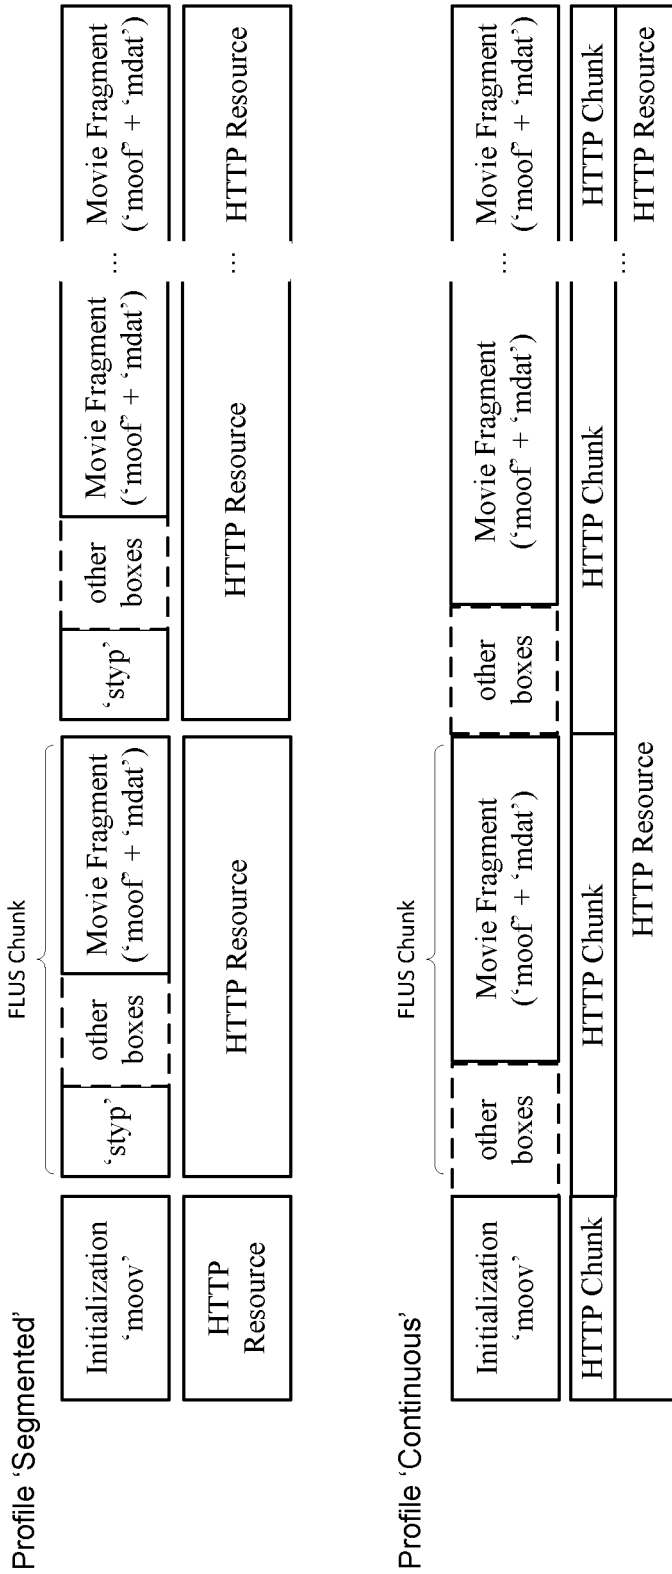 Profile ‘Segmented’
FLUS Chunk
Initialization
‘moov’
‘styp’
other
boxes
Movie Fragment
(‘moof’ + ‘mdat’)
‘styp’
other
boxes
Movie Fragment
(‘moof’ + ‘mdat’)
...
Movie Fragment
(‘moof’ + ‘mdat’)
HTTP
Resource
HTTP Resource
HTTP Resource
...
HTTP Resource
Profile ‘Continuous’
FLUS Chunk
Initialization
‘moov’
other
boxes
Movie Fragment
(‘moof’ + ‘mdat’)
other
boxes
Movie Fragment
(‘moof’ + ‘mdat’)
...
Movie Fragment
(‘moof’ + ‘mdat’)
HTTP Chunk
HTTP Chunk
HTTP Chunk
HTTP Chunk
HTTP Resource
...
HTTP Resource